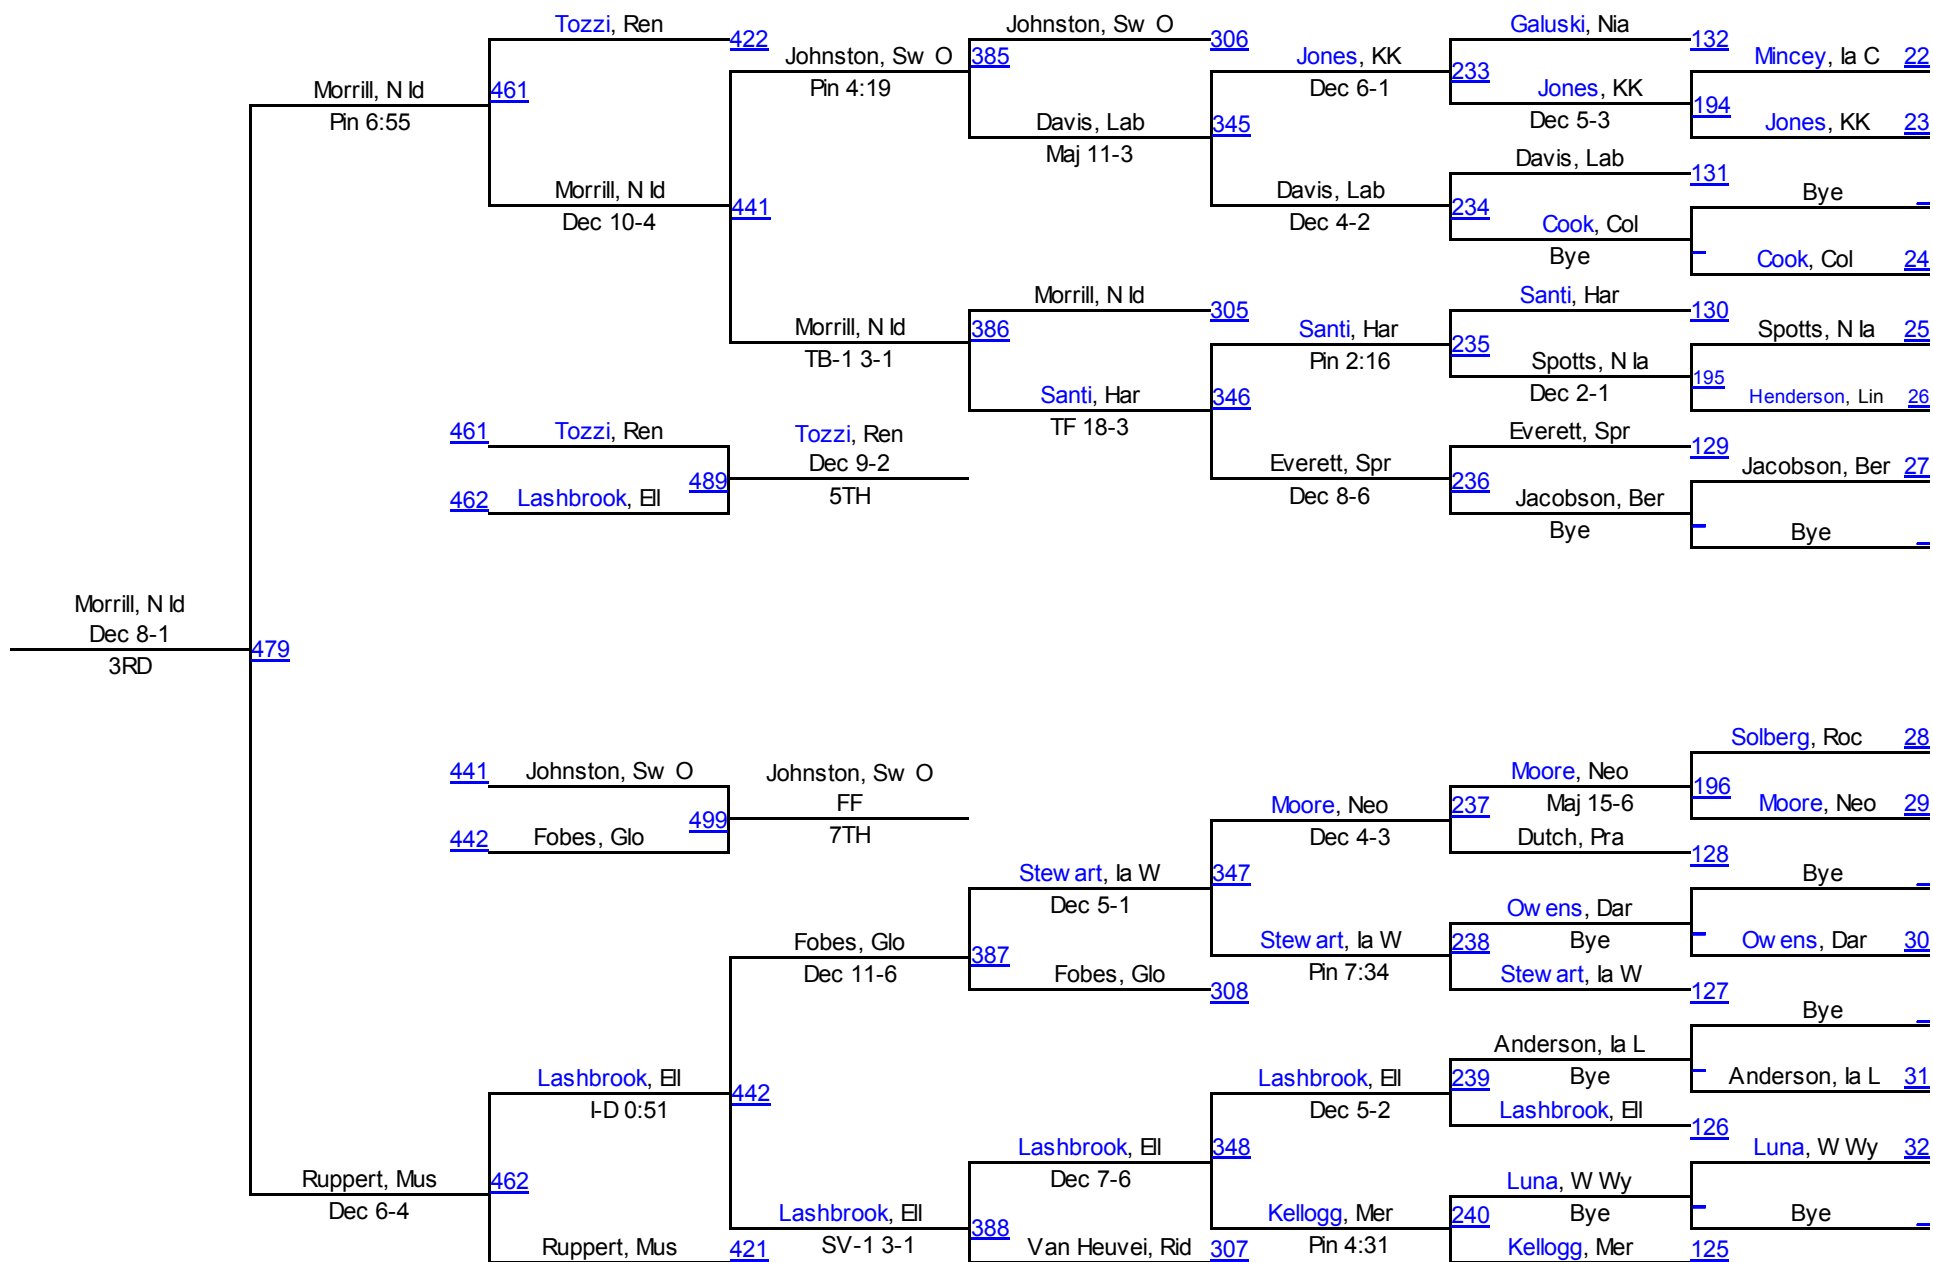 Tozzi, Ren
422
Johnston, Sw O
306
Galuski, Nia
132
Mincey, Ia C 22
Johnston, Sw O
385
Pin 4:19
Jones, KK
233
Dec 6-1
Jones, KK
194
Dec 5-3
Jones, KK 23
Morrill, N Id
461
Pin 6:55
Davis, Lab
345
Maj 11-3
Davis, Lab
131
Bye
Morrill, N Id
441
Dec 10-4
Davis, Lab
234
Dec 4-2
Cook, Col
Bye
Cook, Col 24
Morrill, N Id
305
Santi, Har
130
Spotts, N Ia 25
Morrill, N Id
386
TB-1 3-1
Santi, Har
235
Pin 2:16
Spotts, N Ia
195
Dec 2-1
Henderson, Lin 26
Santi, Har
346
TF 18-3
461
Tozzi, Ren
Tozzi, Ren
Dec 9-2
5TH
489
462
Lashbrook, Ell
Everett, Spr
129
Jacobson, Ber 27
Everett, Spr
236
Dec 8-6
Jacobson, Ber
Bye
Bye
Morrill, N Id
Dec 8-1
479
3RD
Solberg, Roc 28
441
Johnston, Sw O
Johnston, Sw O
FF
7TH
499
442
Fobes, Glo
Moore, Neo
196
Maj 15-6
Moore, Neo 29
Moore, Neo
237
Dec 4-3
Dutch, Pra
128
Bye
Stewart, Ia W
347
Dec 5-1
Owens, Dar
Bye
Owens, Dar 30
Fobes, Glo
387
Dec 11-6
Stewart, Ia W
238
Pin 7:34
Fobes, Glo
308
Stewart, Ia W
127
Bye
Anderson, Ia L
Bye
Anderson, Ia L 31
Lashbrook, Ell
442
I-D 0:51
Lashbrook, Ell
239
Dec 5-2
Lashbrook, Ell
126
Luna, W Wy 32
Lashbrook, Ell
348
Dec 7-6
Ruppert, Mus
462
Dec 6-4
Luna, W Wy
Bye
Bye
Lashbrook, Ell
388
SV-1 3-1
Kellogg, Mer
240
Pin 4:31
Ruppert, Mus
421
Van Heuvel, Rid
307
Kellogg, Mer
125